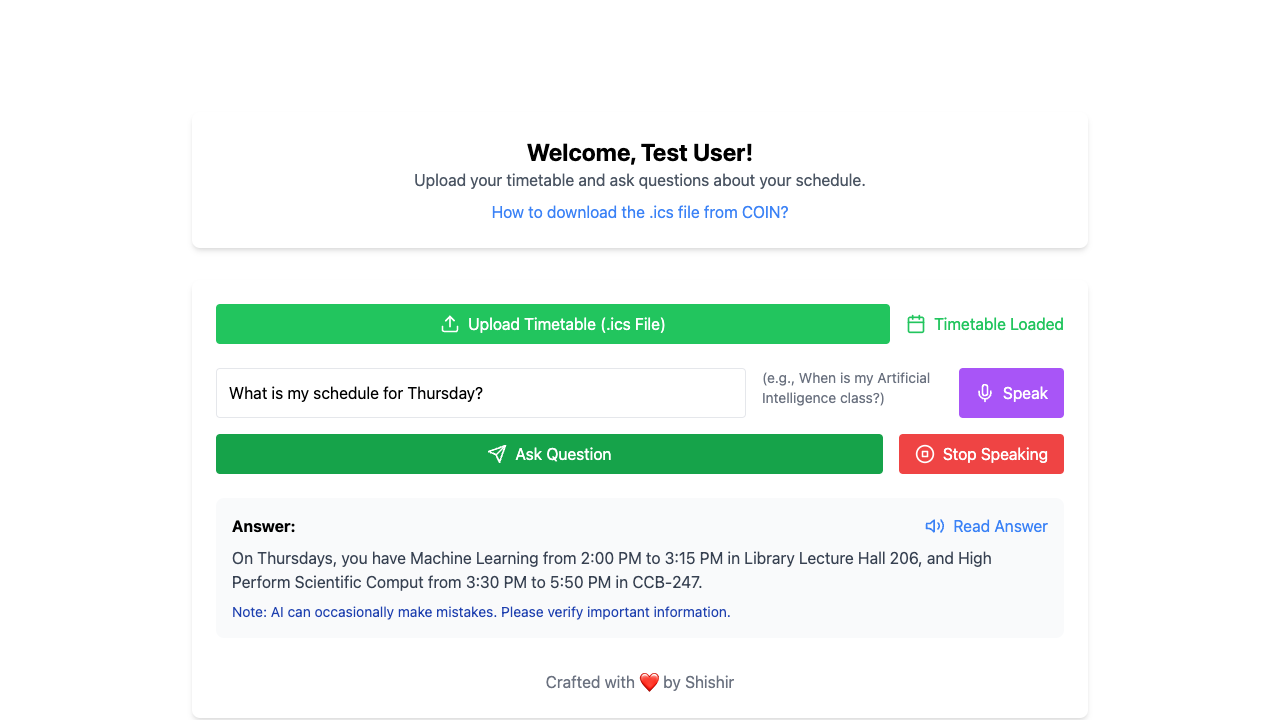 Welcome, Test User!
Upload your timetable and ask questions about your schedule.
How to download the .ics file from COIN?
Upload Timetable (.ics File)
Timetable Loaded
What is my schedule for Thursday?
(e.g., When is my Artificial
Intelligence class?)
Speak
Ask Question
Stop Speaking
Answer:
Read Answer
On Thursdays, you have Machine Learning from 2:00 PM to 3:15 PM in Library Lecture Hall 206, and High
Perform Scientific Comput from 3:30 PM to 5:50 PM in CCB-247.
Note: AI can occasionally make mistakes. Please verify important information.
Crafted with ❤️ by Shishir